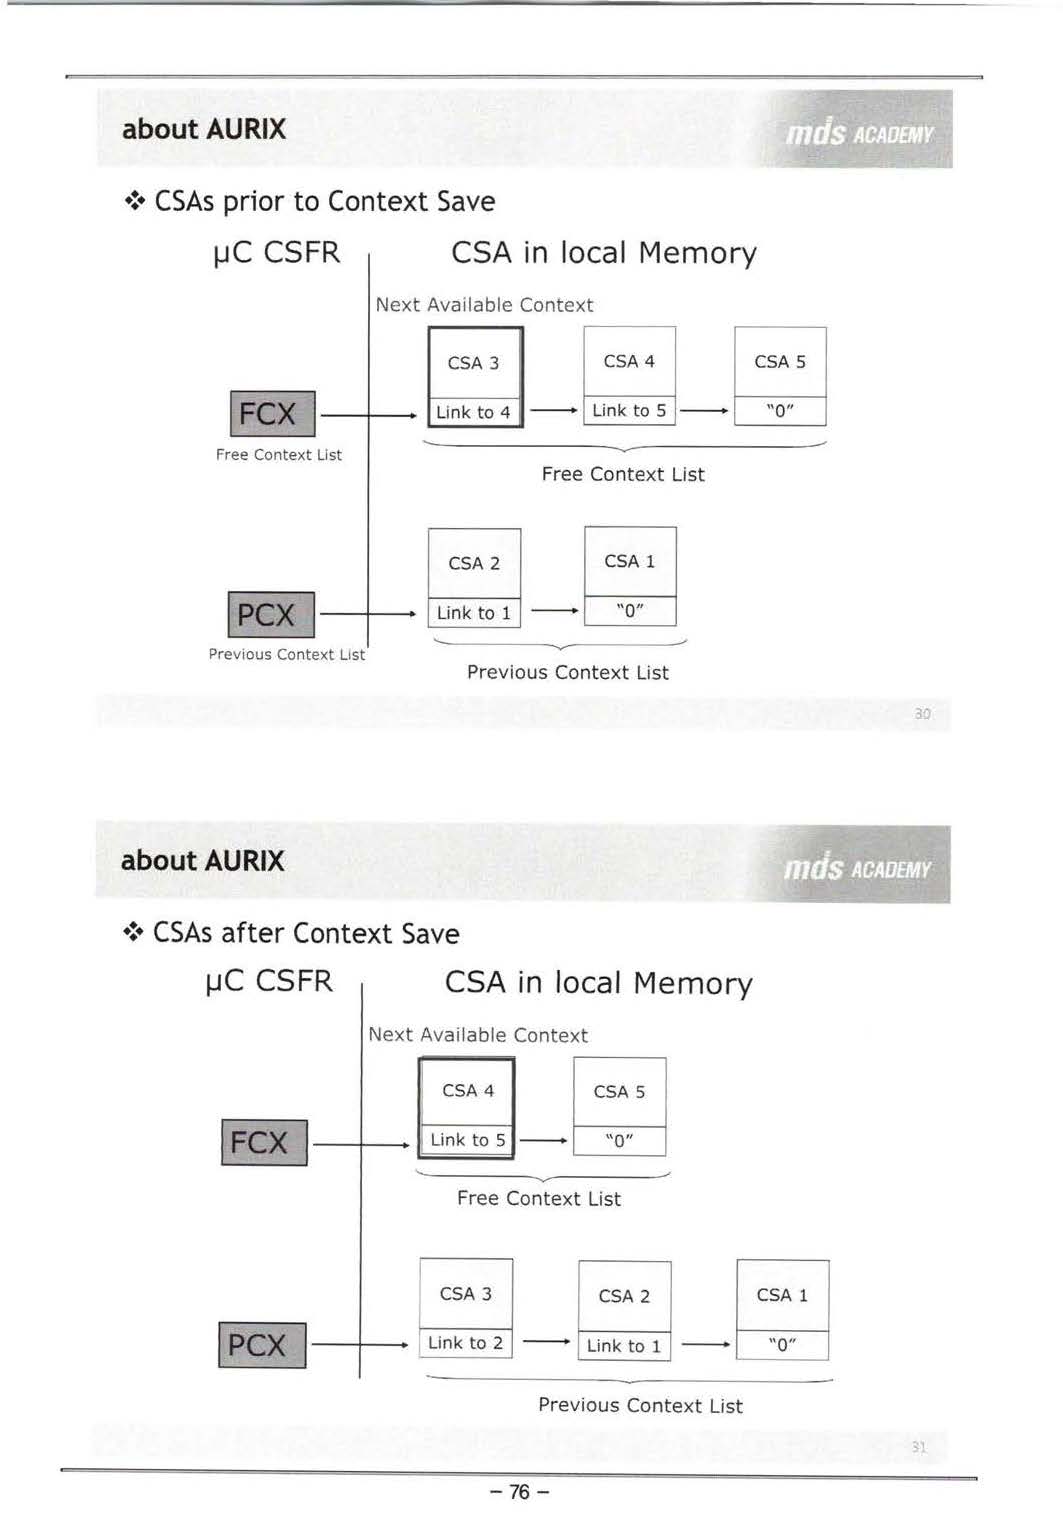 about AURIX
mds ACADEMY
CSAs prior to Context Save
µC CSFR
CSA in local Memory
Next Available Context
CSA 3
CSA 4
CSA 5
FCX
Link to 4
Link to 5
"0"
Free Context List
Free Context List
CSA 2
CSA 1
PCX
Link to 1
"0"
Previous Context List
Previous Context List
30
about AURIX
mds ACADEMY
CSAs after Context Save
µC CSFR
CSA in local Memory
Next Available Context
CSA 4
CSA 5
FCX
Link to 5
"0"
Free Context List
CSA 3
CSA 2
CSA 1
PCX
Link to 2
Link to 1
"0"
Previous Context List
31
- 76 -